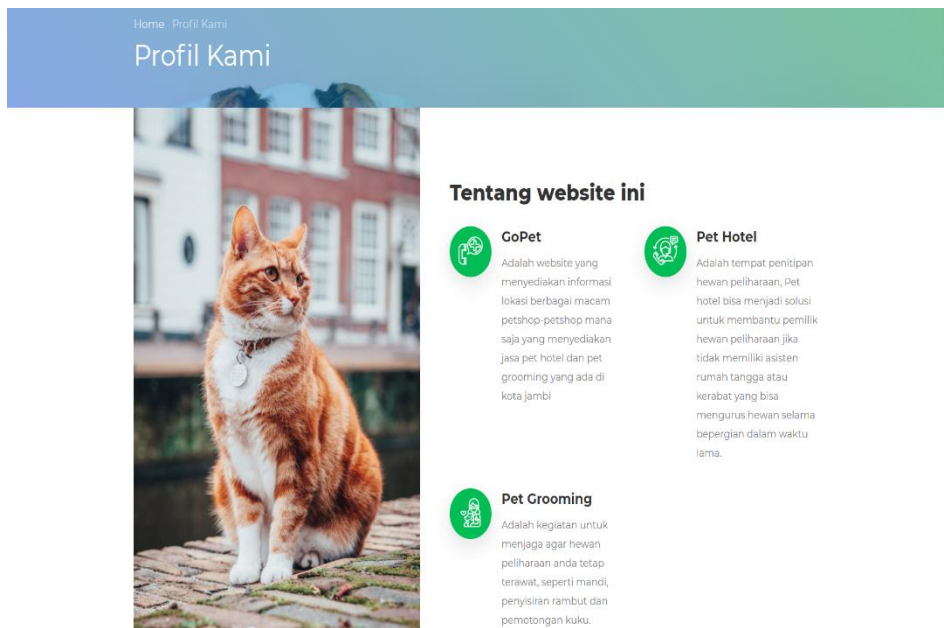 Home Profil Kami
Profil Kami
Tentang website ini
GoPet
Adalah website yang
menyediakan informasi
lokasi berbagai macam
petshop-petshop mana
saja yang menyediakan
jasa pet hotel dan pet
grooming yang ada di
kota jambi
Pet Hotel
Adalah tempat penitipan
hewan peliharaan, Pet
hotel bisa menjadi solusi
untuk membantu pemilik
hewan peliharaan jika
tidak memiliki asisten
rumah tangga atau
kerabat yang bisa
mengurus hewan selama
bepergian dalam waktu
lama.
Pet Grooming
Adalah kegiatan untuk
menjaga agar hewan
peliharaan anda tetap
terawat, seperti mandi,
penyisiran rambut dan
pemotongan kuku.